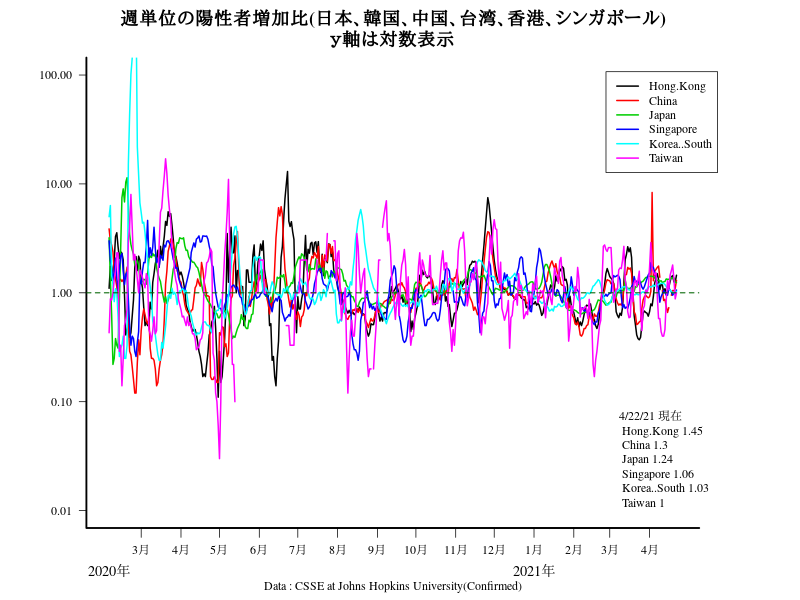 週単位の陽性者増加比(日本、韓国、中国、台湾、香港、シンガポール)
y軸は対数表示
100.00
10.00
1.00
0.10
0.01
Hong.Kong
China
Japan
Singapore
Korea..South
Taiwan
4/22/21 現在
Hong.Kong 1.45
China 1.3
Japan 1.24
Singapore 1.06
Korea..South 1.03
Taiwan 1
3月 4月 5月 6月 7月 8月 9月 10月 11月 12月 1月 2月 3月 4月
2020年 2021年
Data : CSSE at Johns Hopkins University(Confirmed)